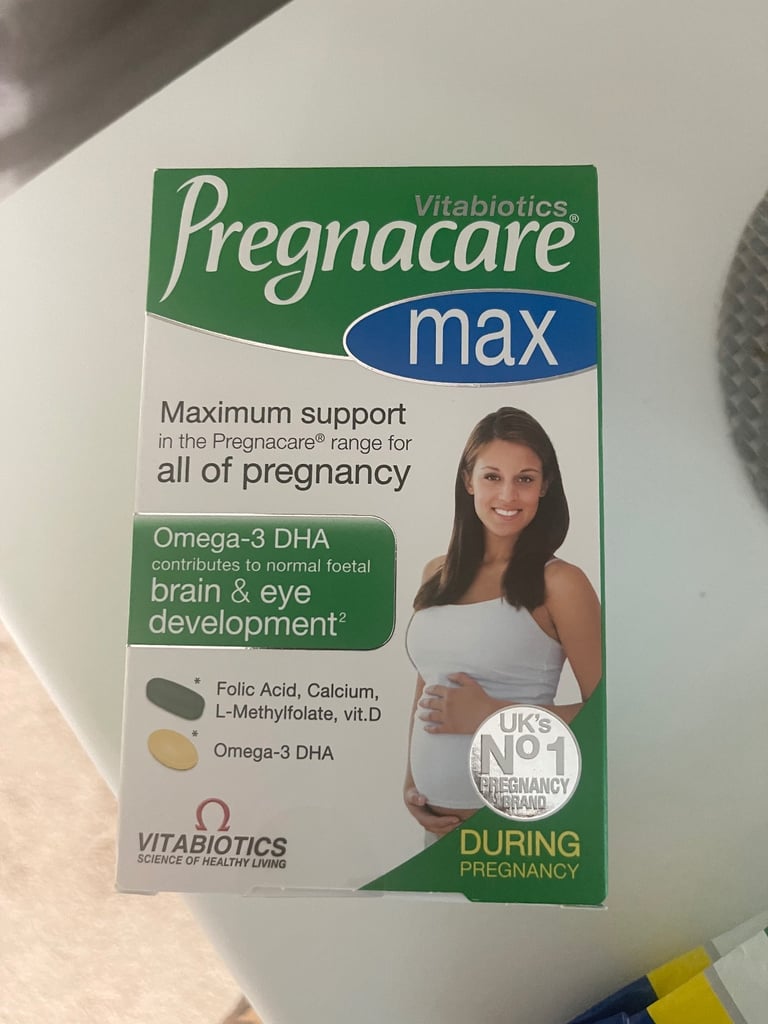 Vitabiotics
Pregnacare®
max
Maximum support
in the Pregnacare® range for
all of pregnancy
Omega-3 DHA
contributes to normal foetal
brain & eye
development²
* Folic Acid, Calcium,
L-Methylfolate, vit.D
* Omega-3 DHA
UK's
Nº1
PREGNANCY
BRAND
VITABIOTICS
SCIENCE OF HEALTHY LIVING
DURING
PREGNANCY